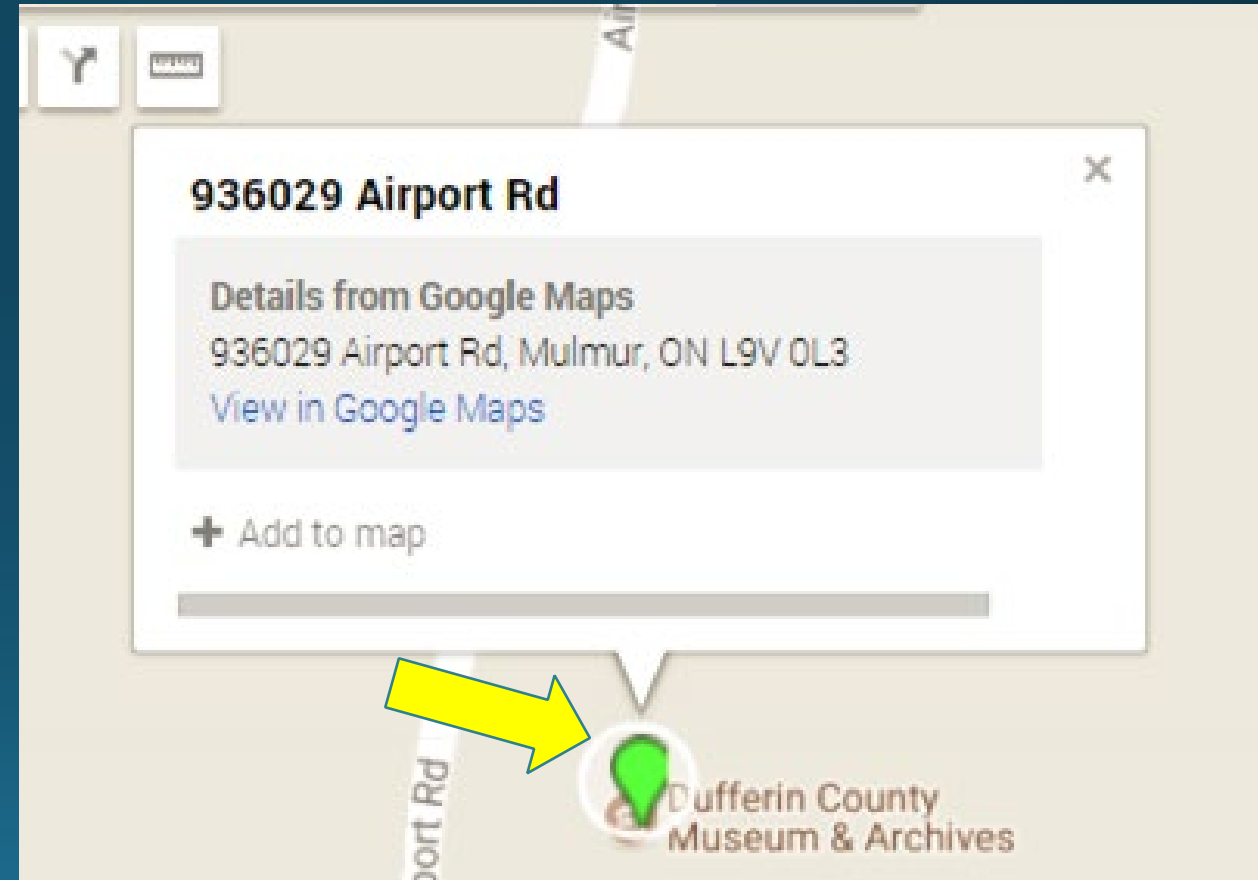 936029 Airport Rd
Details from Google Maps
936029 Airport Rd, Mulmur, ON L9V 0L3
View in Google Maps
Add to map
Dufferin County
Museum & Archives